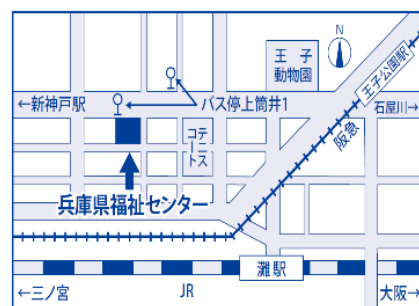 N
王子
動物園
王子公園駅
←新神戸駅
バス停上筒井1
石屋川→
阪急
コ テ
ー ニ
ト ス
兵庫県福祉センター
灘駅
←三ノ宮
JR
大阪→